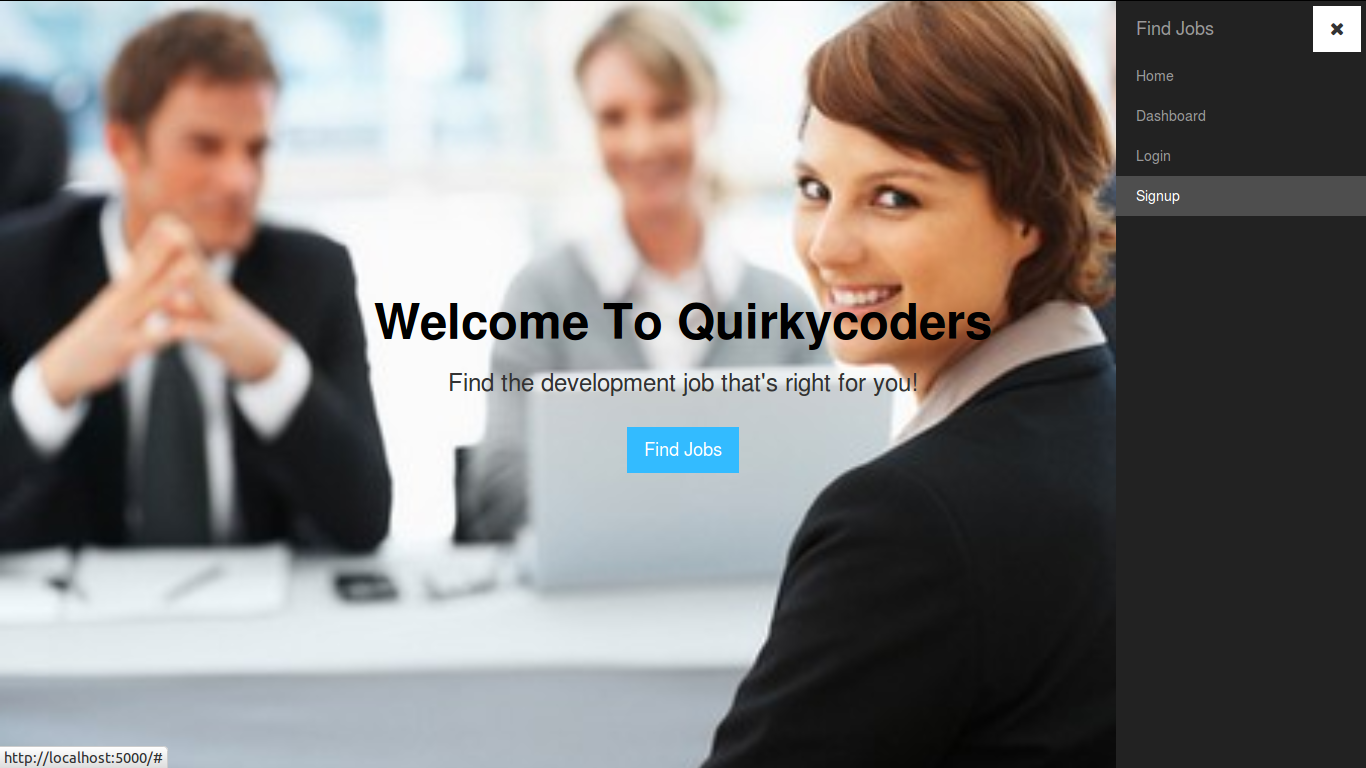 Find Jobs
Home
Dashboard
Login
Signup
Welcome To Quirkycoders
Find the development job that's right for you!
Find Jobs
http://localhost:5000/#